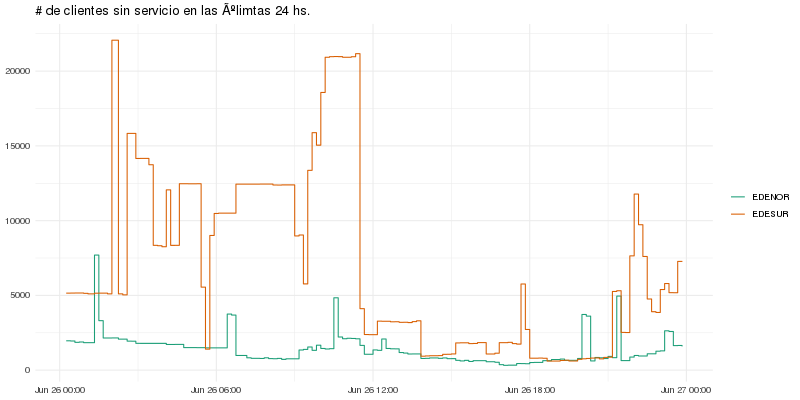 # de clientes sin servicio en las Ãºlimtas 24 hs.
20000
15000
10000
5000
0
Jun 26 00:00
Jun 26 06:00
Jun 26 12:00
Jun 26 18:00
Jun 27 00:00
EDENOR
EDESUR